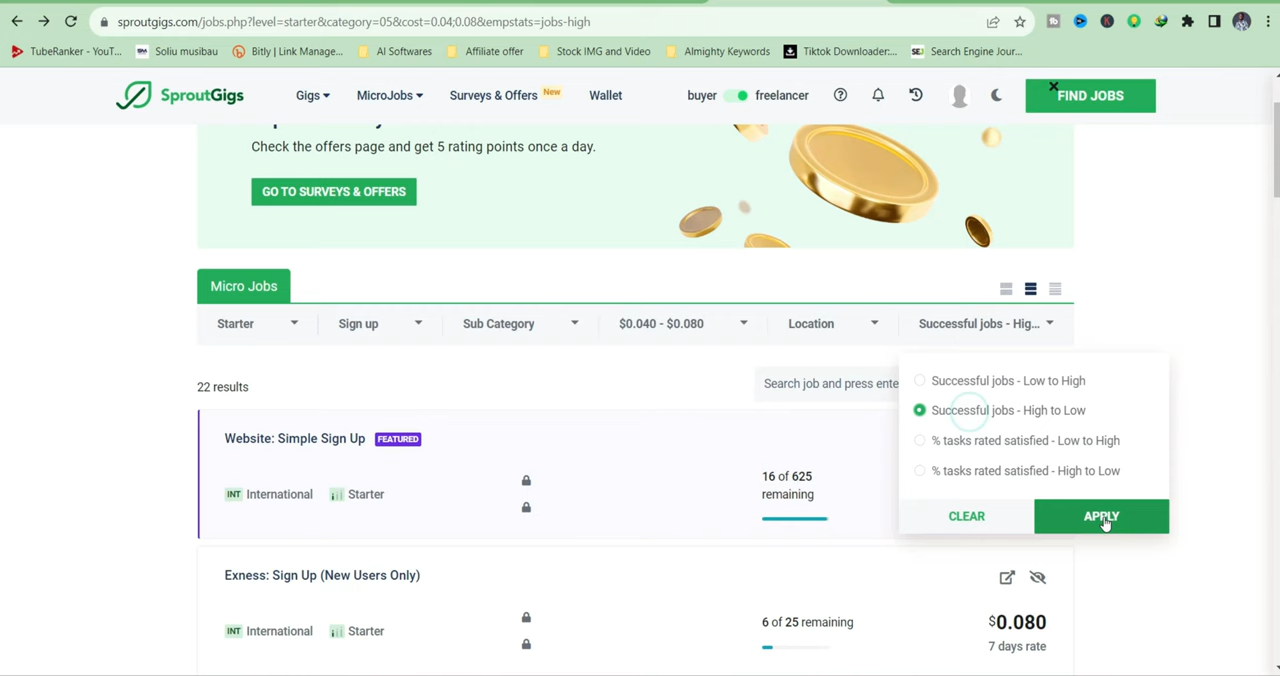 sproutgigs.com/jobs.php?level=starter&category=05&cost=0.04;0.08&empstats=jobs-high
TubeRanker - YouT... Soliu musibau Bitly | Link Manage... AI Softwares Affiliate offer Stock IMG and Video Almighty Keywords Tiktok Downloader:... Search Engine Jour...
SproutGigs Gigs MicroJobs Surveys & Offers New Wallet buyer freelancer FIND JOBS
Check the offers page and get 5 rating points once a day.
GO TO SURVEYS & OFFERS
Micro Jobs
Starter Sign up Sub Category $0.040 - $0.080 Location Successful jobs - Hig...
22 results
Search job and press ente
Successful jobs - Low to High
Successful jobs - High to Low
% tasks rated satisfied - Low to High
% tasks rated satisfied - High to Low
CLEAR APPLY
Website: Simple Sign Up FEATURED
INT International Starter
16 of 625
remaining
Exness: Sign Up (New Users Only)
INT International Starter
6 of 25 remaining
$0.080
7 days rate